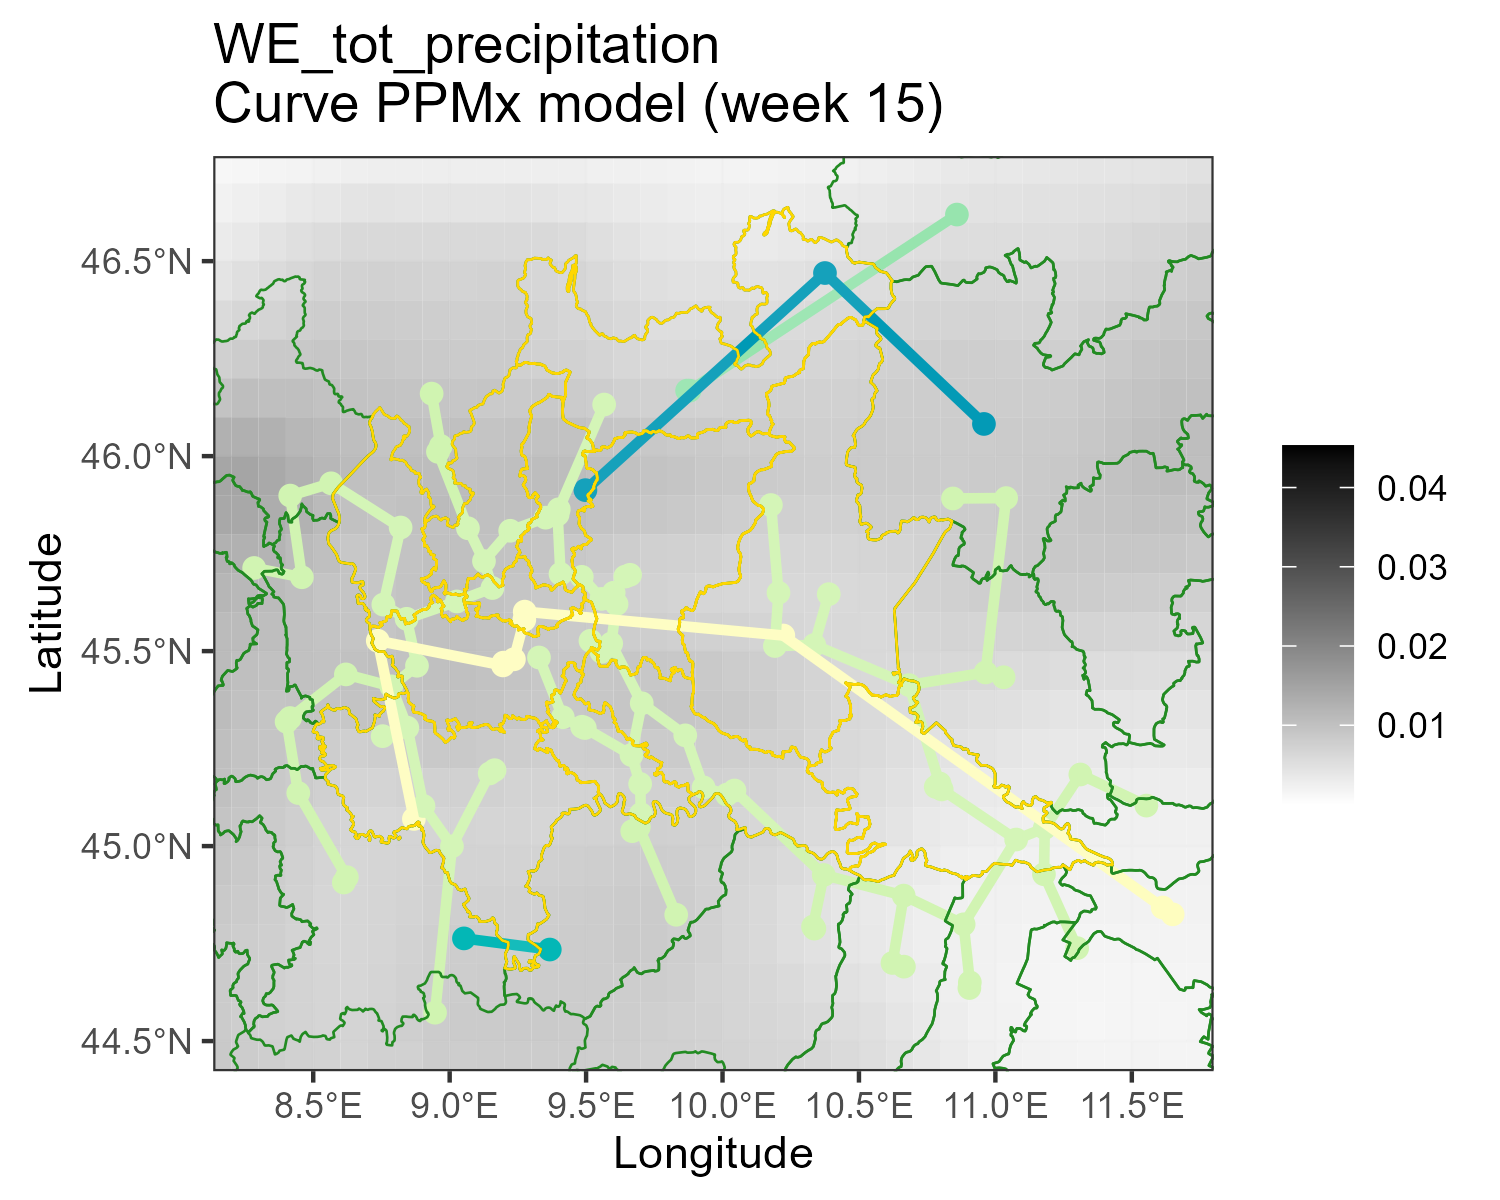 WE_tot_precipitation
Curve PPMx model (week 15)
46.5°N
46.0°N
45.5°N
45.0°N
44.5°N
Latitude
8.5°E 9.0°E 9.5°E 10.0°E 10.5°E 11.0°E 11.5°E
Longitude
0.04
0.03
0.02
0.01